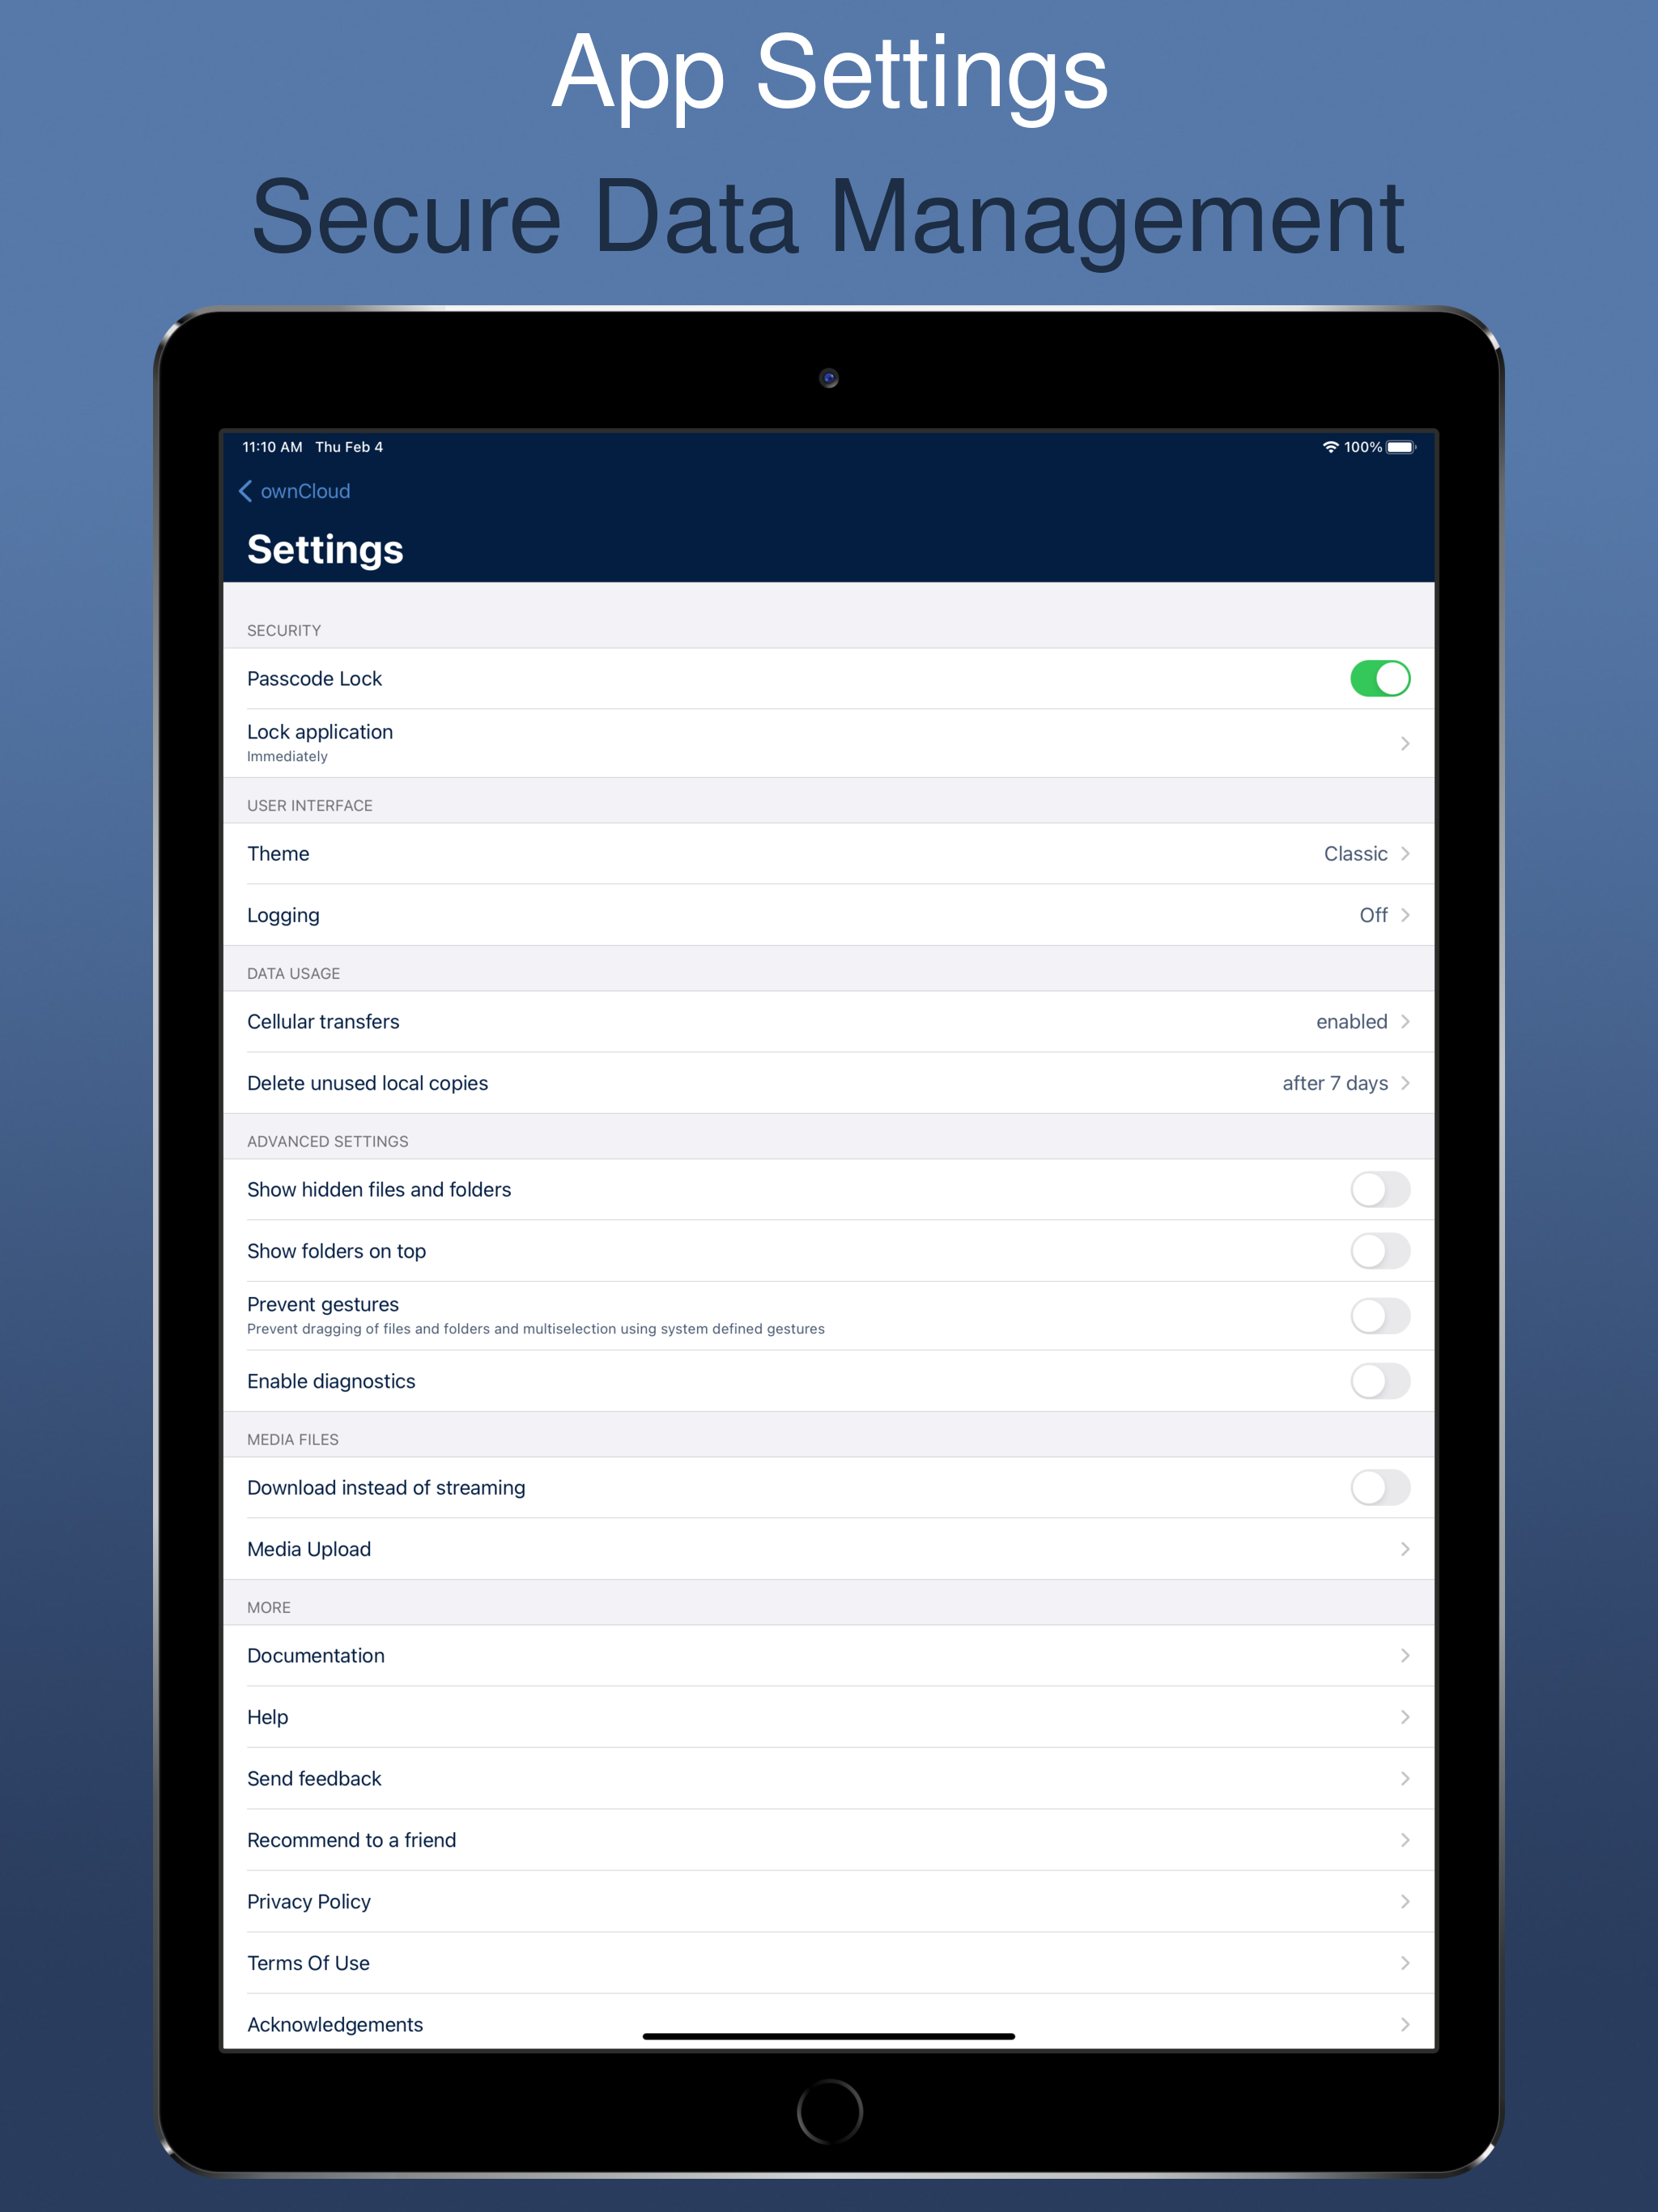 App Settings
Secure Data Management
11:10 AM Thu Feb 4
100%
ownCloud
Settings
SECURITY
Passcode Lock
Lock application
Immediately
USER INTERFACE
Theme Classic
Logging Off
DATA USAGE
Cellular transfers enabled
Delete unused local copies after 7 days
ADVANCED SETTINGS
Show hidden files and folders
Show folders on top
Prevent gestures
Prevent dragging of files and folders and multiselection using system defined gestures
Enable diagnostics
MEDIA FILES
Download instead of streaming
Media Upload
MORE
Documentation
Help
Send feedback
Recommend to a friend
Privacy Policy
Terms Of Use
Acknowledgements